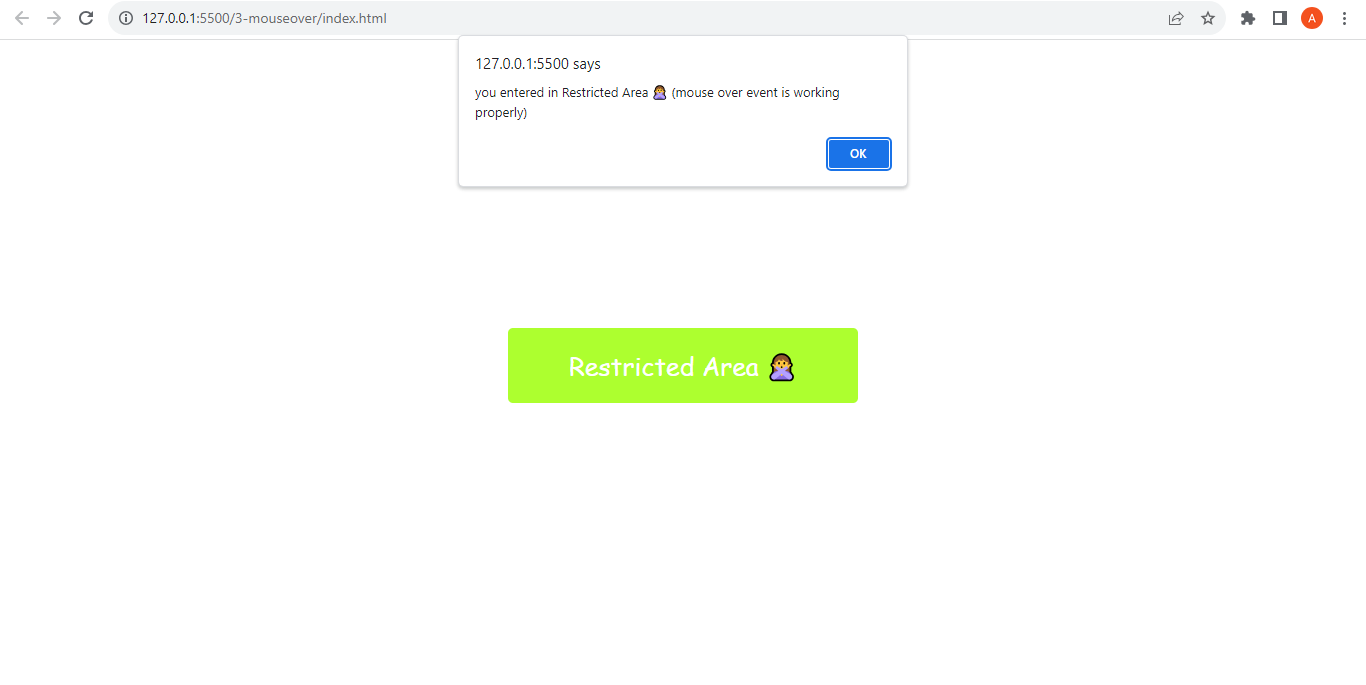 127.0.0.1:5500/3-mouseover/index.html
A
127.0.0.1:5500 says
you entered in Restricted Area 🙎 (mouse over event is working
properly)
OK
Restricted Area 🙎